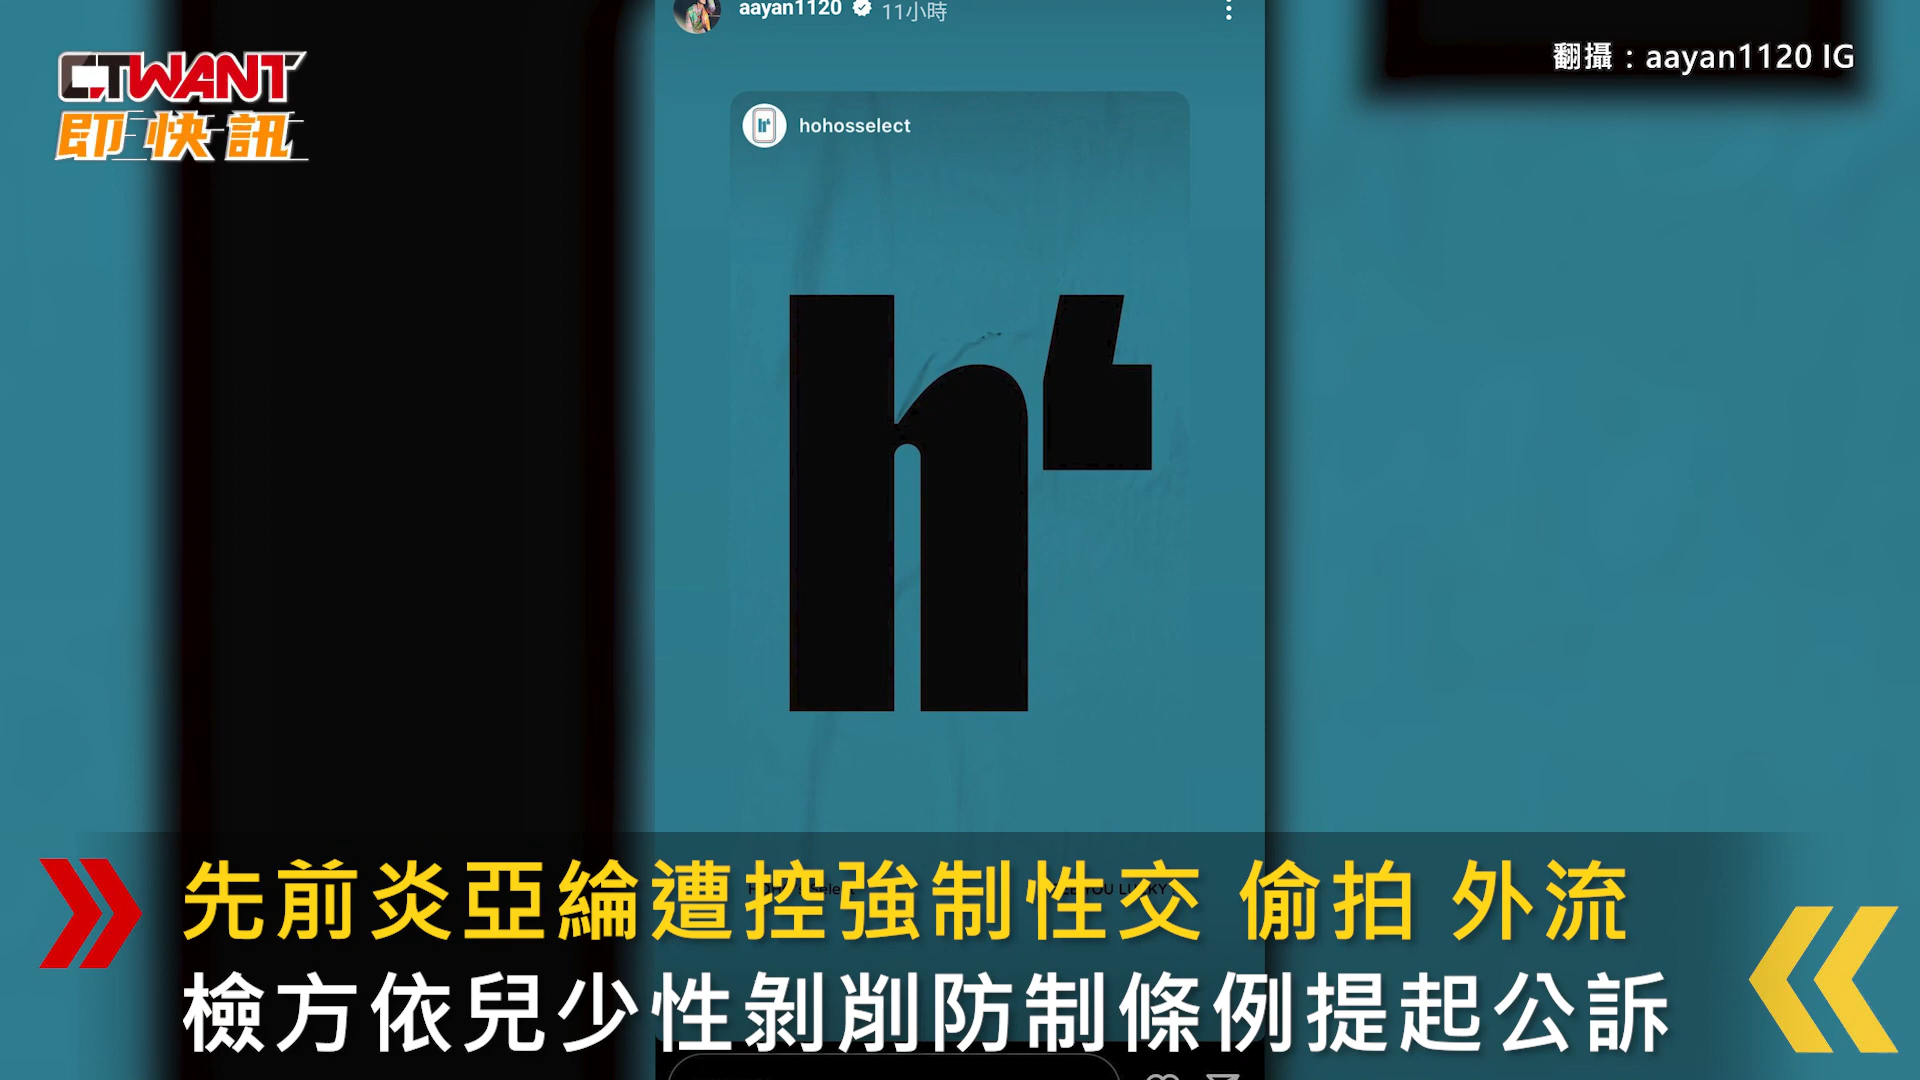 aayan1120 11小時
翻攝：aayan1120 IG
CTWANT
即快訊
h' hohosselect
h'
先前炎亞綸遭控強制性交 偷拍 外流
檢方依兒少性剝削防制條例提起公訴